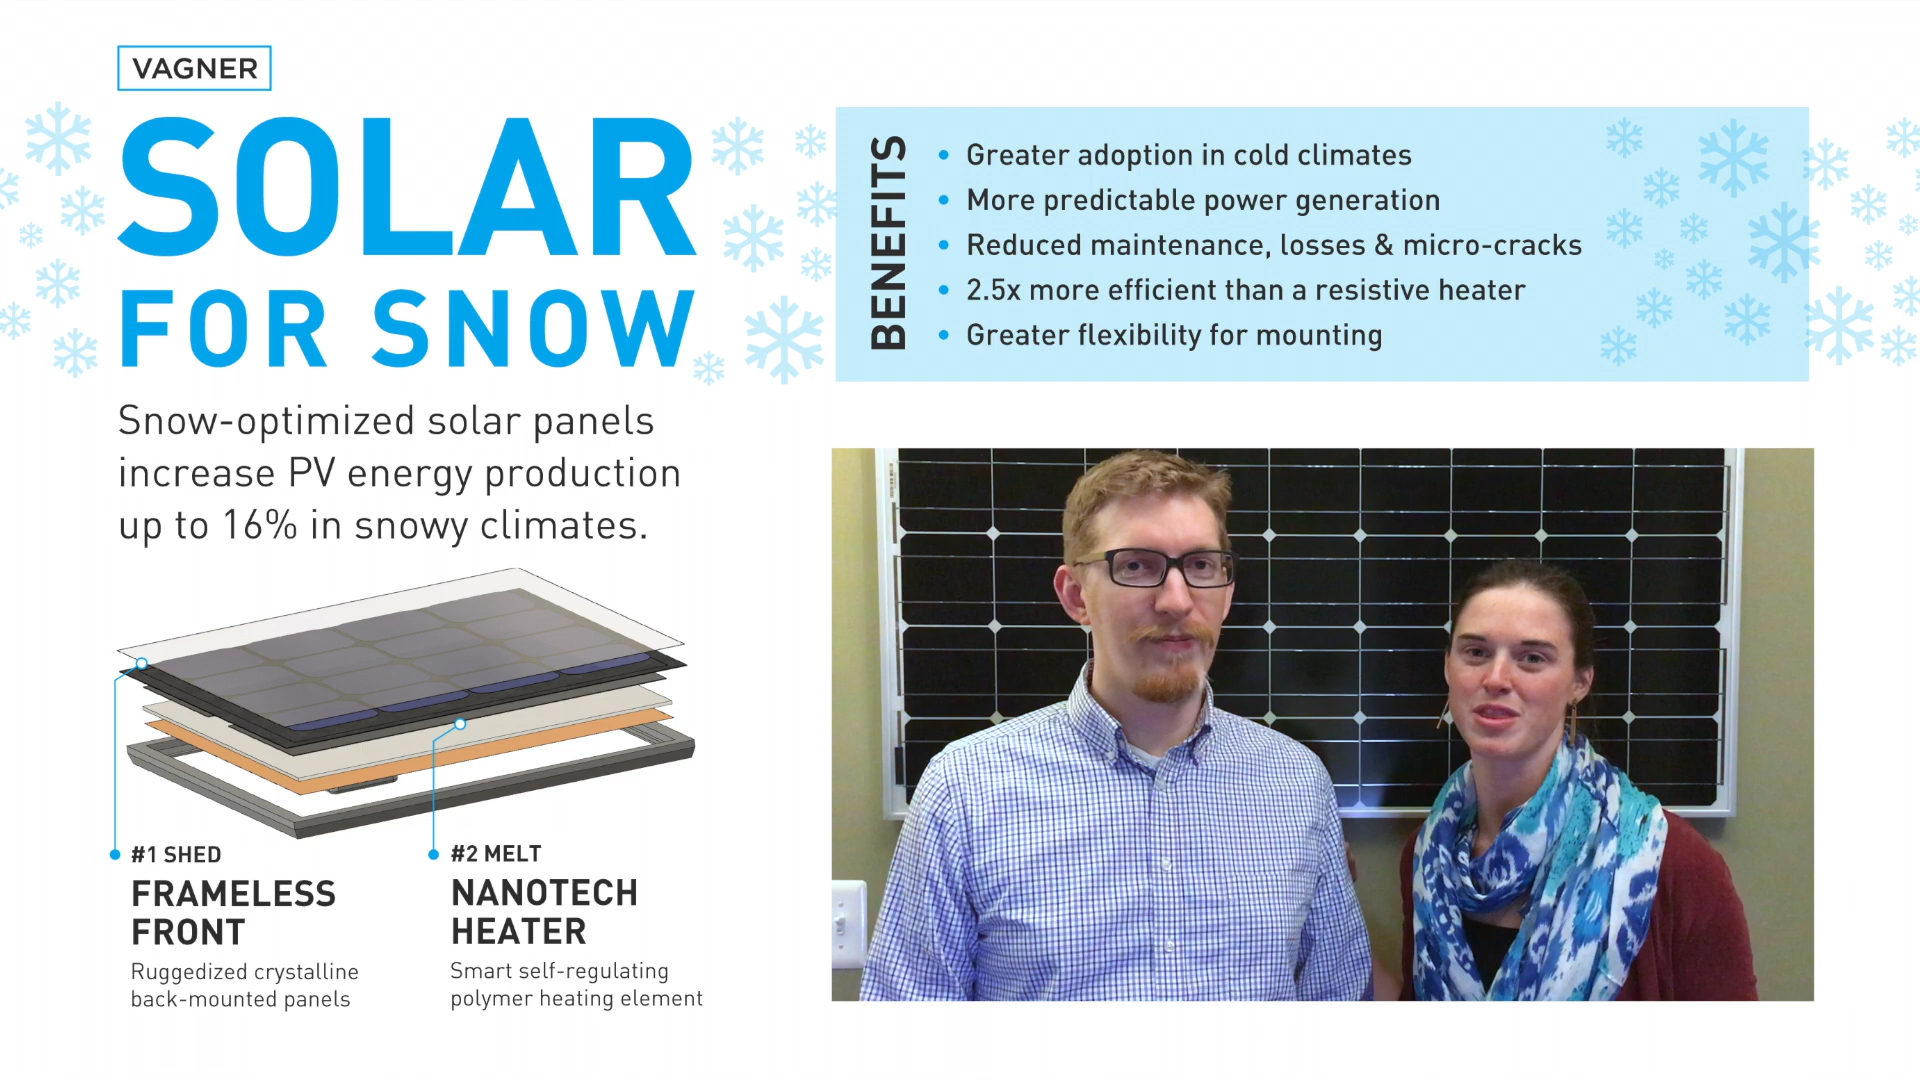 VAGNER
SOLAR
FOR SNOW
Snow-optimized solar panels
increase PV energy production
up to 16% in snowy climates.
#1 SHED
FRAMELESS
FRONT
Ruggedized crystalline
back-mounted panels
#2 MELT
NANOTECH
HEATER
Smart self-regulating
polymer heating element
BENEFITS
• Greater adoption in cold climates
• More predictable power generation
• Reduced maintenance, losses & micro-cracks
• 2.5x more efficient than a resistive heater
• Greater flexibility for mounting